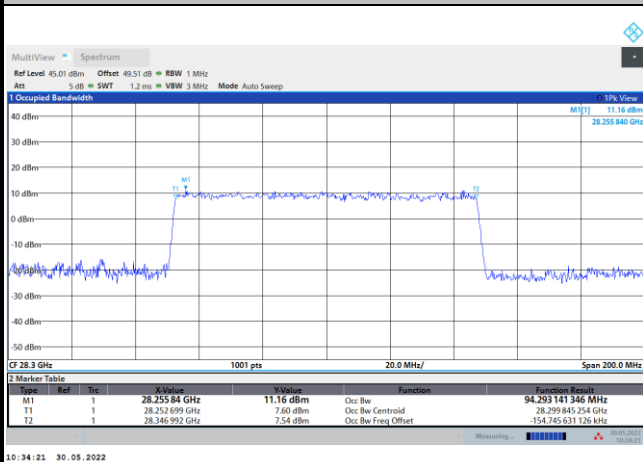 MultiView Spectrum
Ref Level 45.01 dBm Offset 49.51 dB RBW 1 MHz
Att 5 dB SWT 1.2 ms VBW 3 MHz Mode Auto Sweep
1 Occupied Bandwidth 1Pk View
M1[1] 11.16 dBm
28.255 840 GHz
40 dBm
30 dBm
20 dBm
M1
T1 T2
10 dBm
0 dBm
-10 dBm
-20 dBm
-30 dBm
-40 dBm
-50 dBm
CF 28.3 GHz 1001 pts 20.0 MHz/ Span 200.0 MHz
2 Marker Table
Type Ref Trc X-Value Y-Value Function Function Result
M1 1 28.255 84 GHz 11.16 dBm Occ Bw 94.293 141 346 MHz
T1 1 28.252 699 GHz 7.60 dBm Occ Bw Centroid 28.299 845 254 GHz
T2 1 28.346 992 GHz 7.54 dBm Occ Bw Freq Offset -154.745 631 126 kHz
Measuring... 30.05.2022
10:34:21
10:34:21 30.05.2022